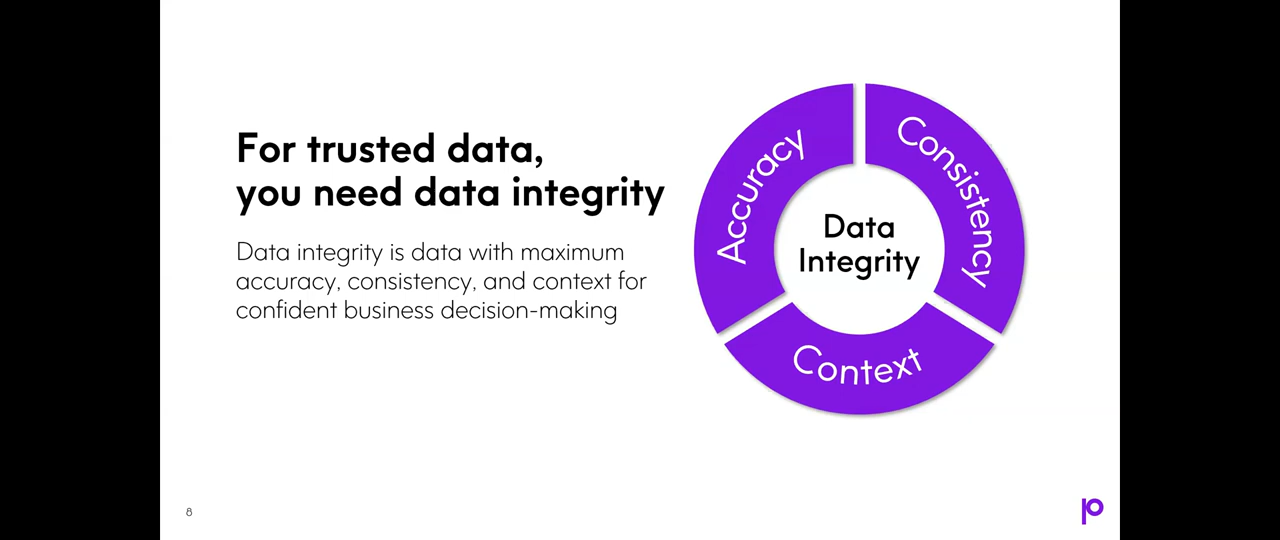 For trusted data,
you need data integrity
Data integrity is data with maximum
accuracy, consistency, and context for
confident business decision-making
Accuracy
Consistency
Data
Integrity
Context
8